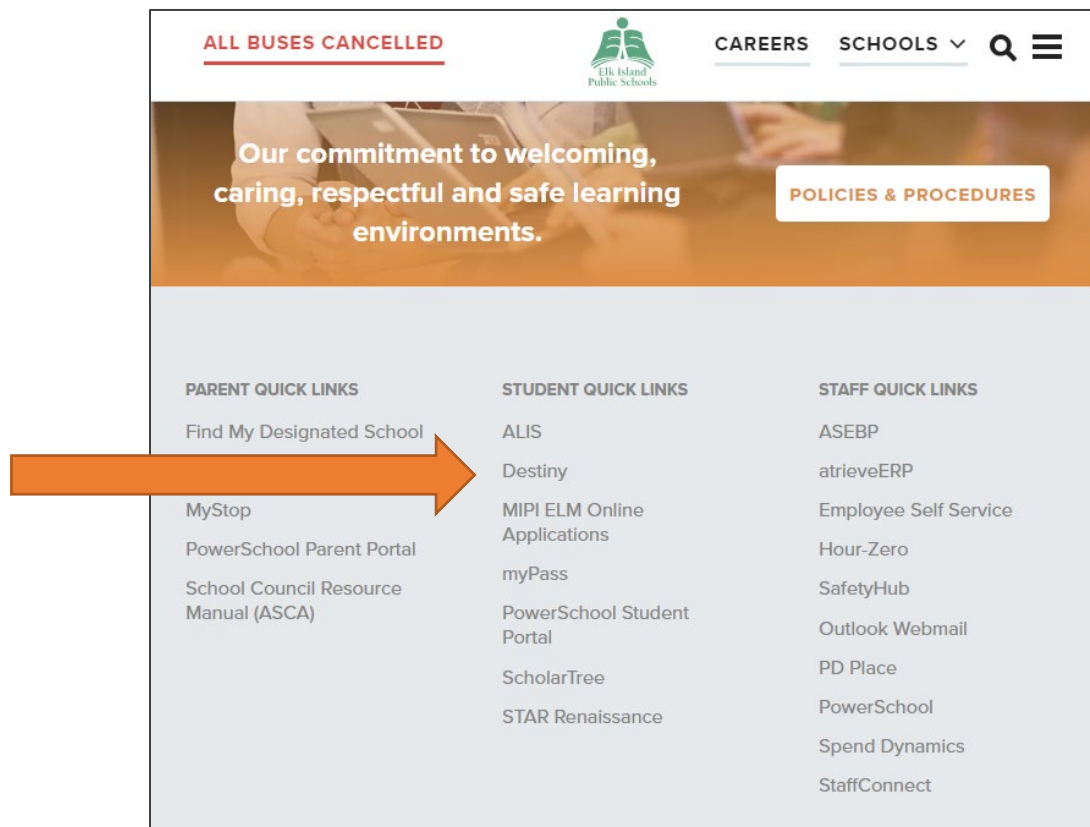 ALL BUSES CANCELLED
Elk Island
Public Schools
CAREERS
SCHOOLS
Our commitment to welcoming,
caring, respectful and safe learning
environments.
POLICIES & PROCEDURES
PARENT QUICK LINKS
Find My Designated School
MyStop
PowerSchool Parent Portal
School Council Resource
Manual (ASCA)
STUDENT QUICK LINKS
ALIS
Destiny
MIPI ELM Online
Applications
myPass
PowerSchool Student
Portal
ScholarTree
STAR Renaissance
STAFF QUICK LINKS
ASEBP
atrieveERP
Employee Self Service
Hour-Zero
SafetyHub
Outlook Webmail
PD Place
PowerSchool
Spend Dynamics
StaffConnect